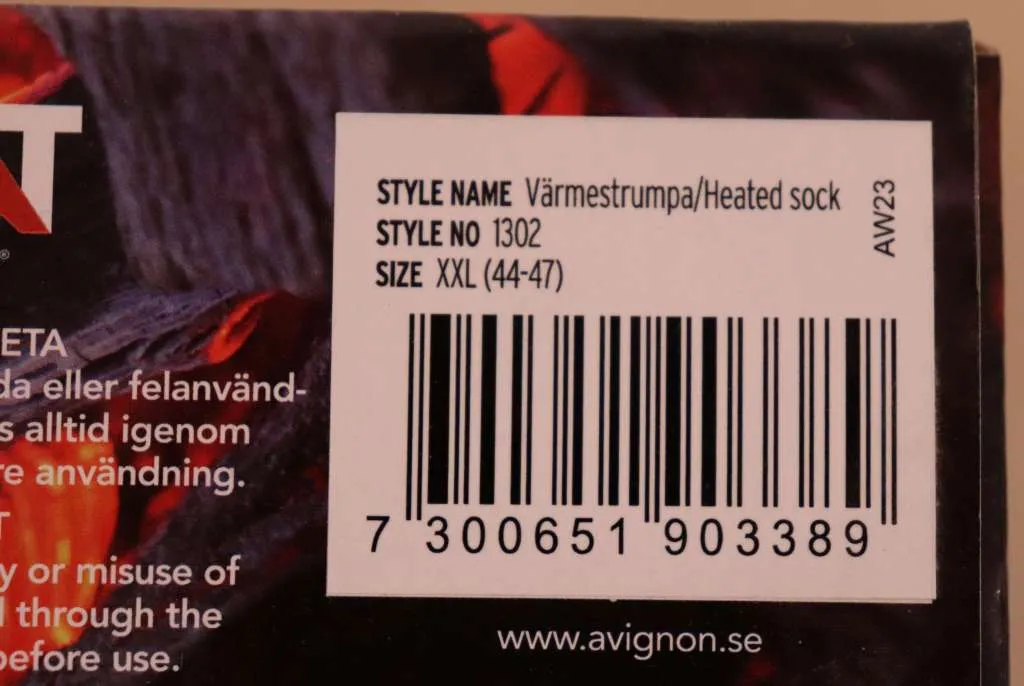 STYLE NAME Värmestrumpa/Heated sock
STYLE NO 1302
SIZE XXL (44-47)
AW23
7 300651 903389
www.avignon.se
T
®
ETA
da eller felanvänd-
s alltid igenom
re användning.
T
y or misuse of
l through the
before use.